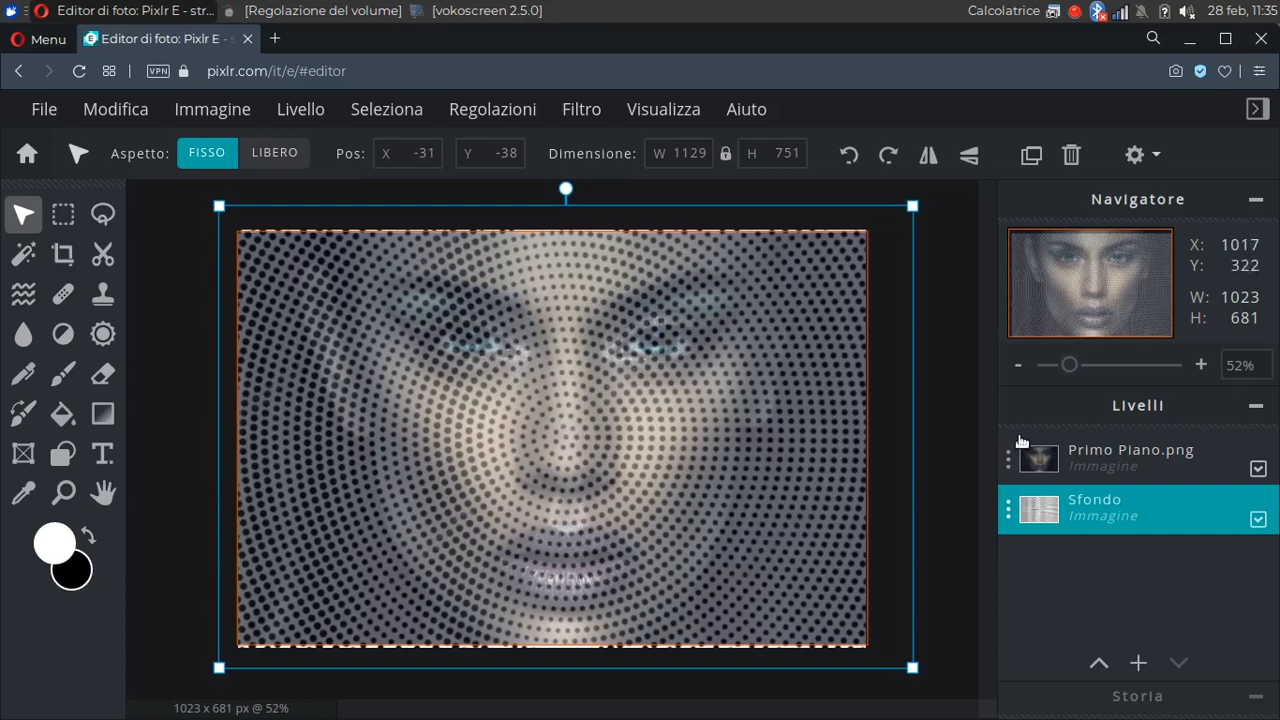 Editor di foto: Pixlr E - str... [Regolazione del volume] [vokoscreen 2.5.0] Calcolatrice 28 feb, 11:35
Menu Editor di foto: Pixlr E - s
VPN pixlr.com/it/e/#editor
File Modifica Immagine Livello Seleziona Regolazioni Filtro Visualizza Aiuto
Aspetto: FISSO LIBERO Pos: X -31 Y -38 Dimensione: W 1129 H 751
Navigatore
X: 1017
Y: 322
W: 1023
H: 681
- + 52%
Livelli
Primo Piano.png
Immagine
Sfondo
Immagine
1023 x 681 px @ 52%
Storia